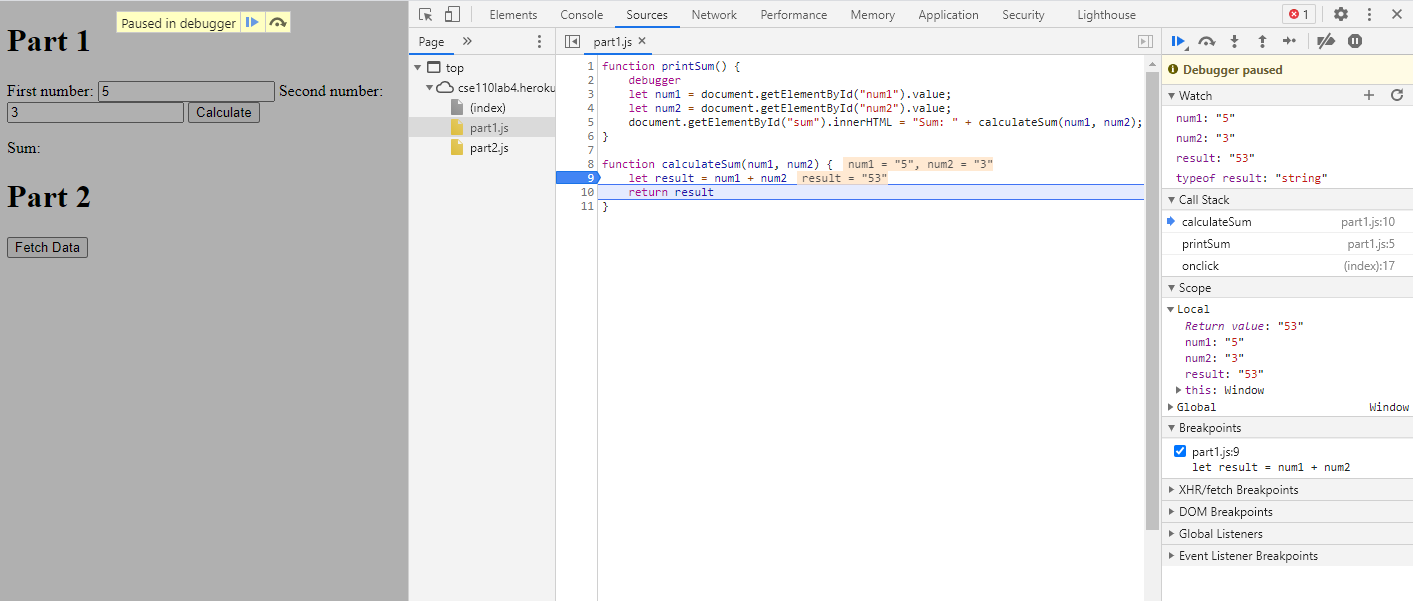 Paused in debugger
Part 1
First number: 5 Second number:
3 Calculate
Sum:
Part 2
Fetch Data
Elements Console Sources Network Performance Memory Application Security Lighthouse 1
Page »
top
cse110lab4.heroku
(index)
part1.js
part2.js
part1.js ×
1 function printSum() {
2 debugger
3 let num1 = document.getElementById("num1").value;
4 let num2 = document.getElementById("num2").value;
5 document.getElementById("sum").innerHTML = "Sum: " + calculateSum(num1, num2);
6 }
7
8 function calculateSum(num1, num2) { num1 = "5", num2 = "3"
9 let result = num1 + num2 result = "53"
10 return result
11 }
Debugger paused
Watch
num1: "5"
num2: "3"
result: "53"
typeof result: "string"
Call Stack
calculateSum part1.js:10
printSum part1.js:5
onclick (index):17
Scope
Local
Return value: "53"
num1: "5"
num2: "3"
result: "53"
this: Window
Global Window
Breakpoints
part1.js:9
let result = num1 + num2
XHR/fetch Breakpoints
DOM Breakpoints
Global Listeners
Event Listener Breakpoints